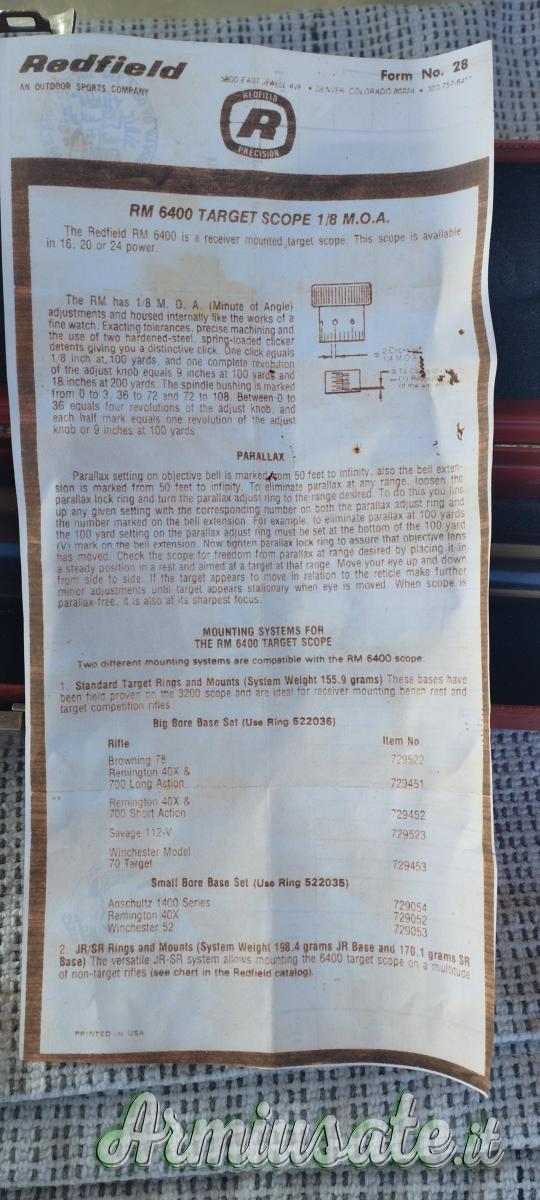 Redfield
AN OUTDOOR SPORTS COMPANY
5800 EAST JEWELL AVE • DENVER, COLORADO 80224 • 303-757-
Form No. 28
REDFIELD
R
PRECISION
RM 6400 TARGET SCOPE 1/8 M.O.A.
The Redfield RM 6400 is a receiver mounted target scope. This scope is available
in 16, 20 or 24 power.
The RM has 1/8 M. O. A. (Minute of Angle)
adjustments and housed internally like the works of a
fine watch. Exacting tolerances, precise machining and
the use of two hardened-steel, spring-loaded clicker
detents giving you a distinctive click. One click equals
1/8 inch at 100 yards, and one complete revolution
of the adjust knob equals 9 inches at 100 yards and
18 inches at 200 yards. The spindle bushing is marked
from 0 to 3, 36 to 72 and 72 to 108. Between 0 to
36 equals four revolutions of the adjust knob, and
each half mark equals one revolution of the adjust
knob or 9 inches at 100 yards.
= 2 Clicks
1/4 M.O.A.
= 72
(1)
of the
PARALLAX
Parallax setting on objective bell is marked from 50 feet to infinity, also the bell exten-
sion is marked from 50 feet to infinity. To eliminate parallax at any range, loosen the
parallax lock ring and turn the parallax adjust ring to the range desired. To do this you line
up any given setting with the corresponding number on both the parallax adjust ring and
the number marked on the bell extension. For example, to eliminate parallax at 100 yards
the 100 yard setting on the parallax adjust ring must be set at the bottom of the 100 yard
(V) mark on the bell extension. Now tighten parallax lock ring to assure that objective lens
has moved. Check the scope for freedom from parallax at range desired by placing it in
a steady position in a rest and aimed at a target at that range. Move your eye up and down
from side to side. If the target appears to move in relation to the reticle make further
minor adjustments until target appears stationary when eye is moved. When scope is
parallax-free, it is also at its sharpest focus.
MOUNTING SYSTEMS FOR
THE RM 6400 TARGET SCOPE
Two different mounting systems are compatible with the RM 6400 scope:
1. Standard Target Rings and Mounts (System Weight 155.9 grams) These bases have
been field proven on the 3200 scope and are ideal for receiver mounting bench rest and
target competition rifles.
Big Bore Base Set (Use Ring 522036)
Rifle Item No.
Browning 78 729522
Remington 40X &
700 Long Action 729451
Remington 40X &
700 Short Action 729452
Savage 112-V 729523
Winchester Model
70 Target 729453
Small Bore Base Set (Use Ring 522035)
Anschultz 1400 Series 729054
Remington 40X 729052
Winchester 52 729053
2. JR/SR Rings and Mounts (System Weight 198.4 grams JR Base and 170.1 grams SR
Base) The versatile JR-SR system allows mounting the 6400 target scope on a multitude
of non-target rifles (see chart in the Redfield catalog).
PRINTED IN USA
Armiusate.it